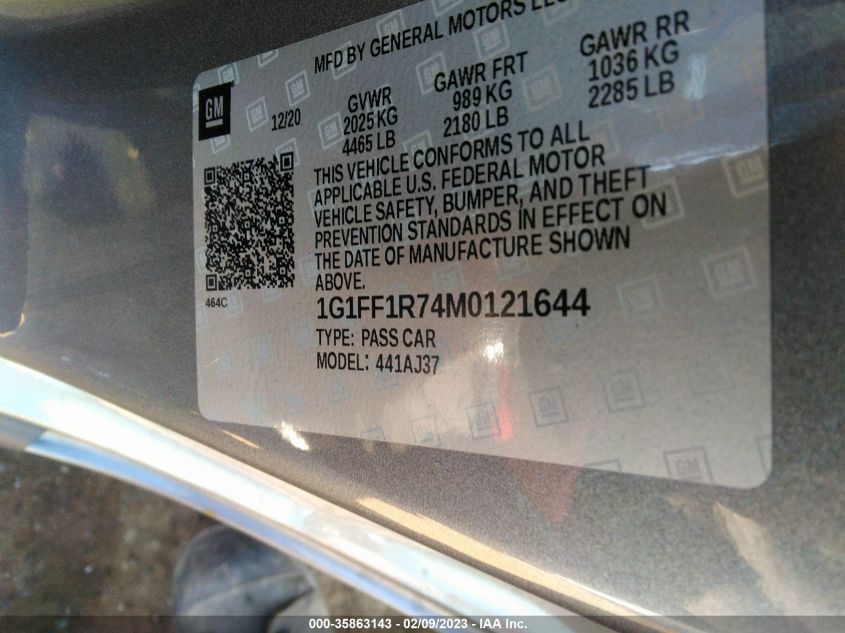 MFD BY GENERAL MOTORS LLC
GM
12/20
GVWR
2025 KG
4465 LB
GAWR FRT
989 KG
2180 LB
GAWR RR
1036 KG
2285 LB
THIS VEHICLE CONFORMS TO ALL
APPLICABLE U.S. FEDERAL MOTOR
VEHICLE SAFETY, BUMPER, AND THEFT
PREVENTION STANDARDS IN EFFECT ON
THE DATE OF MANUFACTURE SHOWN
ABOVE.
464C
1G1FF1R74M0121644
TYPE: PASS CAR
MODEL: 441AJ37
000-35863143 - 02/09/2023 - IAA Inc.